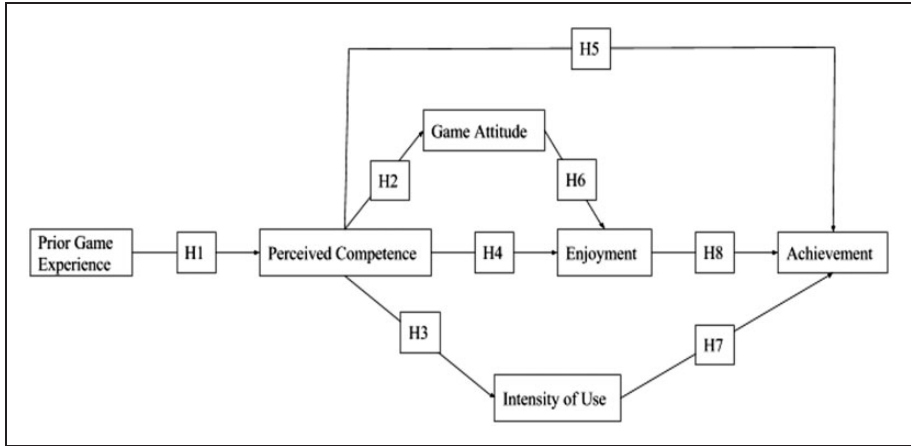 H5
Game Attitude
H2
H6
Prior Game
Experience
H1
Perceived Competence
H4
Enjoyment
H8
Achievement
H3
H7
Intensity of Use